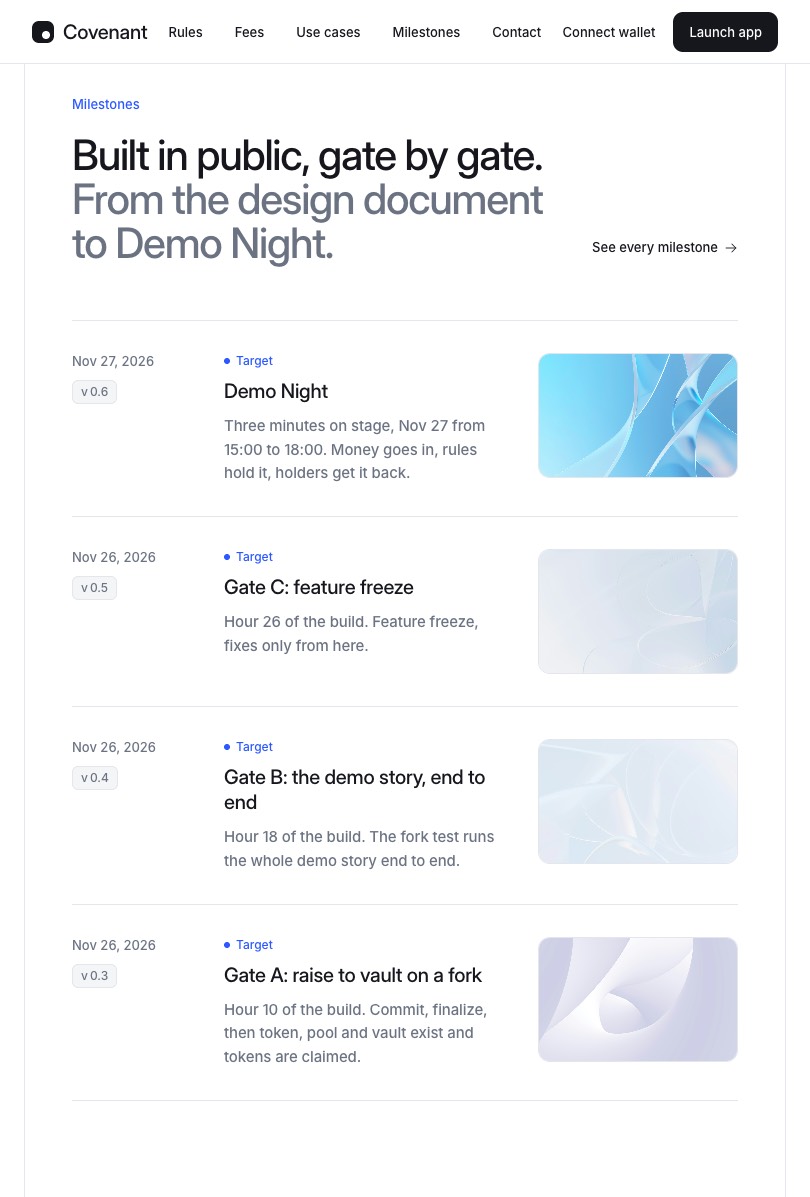 Covenant
Rules
Fees
Use cases
Milestones
Contact
Connect wallet
Launch app
Milestones
Built in public, gate by gate.
From the design document
to Demo Night.
See every milestone →
Nov 27, 2026
v 0.6
Target
Demo Night
Three minutes on stage, Nov 27 from
15:00 to 18:00. Money goes in, rules
hold it, holders get it back.
Nov 26, 2026
v 0.5
Target
Gate C: feature freeze
Hour 26 of the build. Feature freeze,
fixes only from here.
Nov 26, 2026
v 0.4
Target
Gate B: the demo story, end to
end
Hour 18 of the build. The fork test runs
the whole demo story end to end.
Nov 26, 2026
v 0.3
Target
Gate A: raise to vault on a fork
Hour 10 of the build. Commit, finalize,
then token, pool and vault exist and
tokens are claimed.